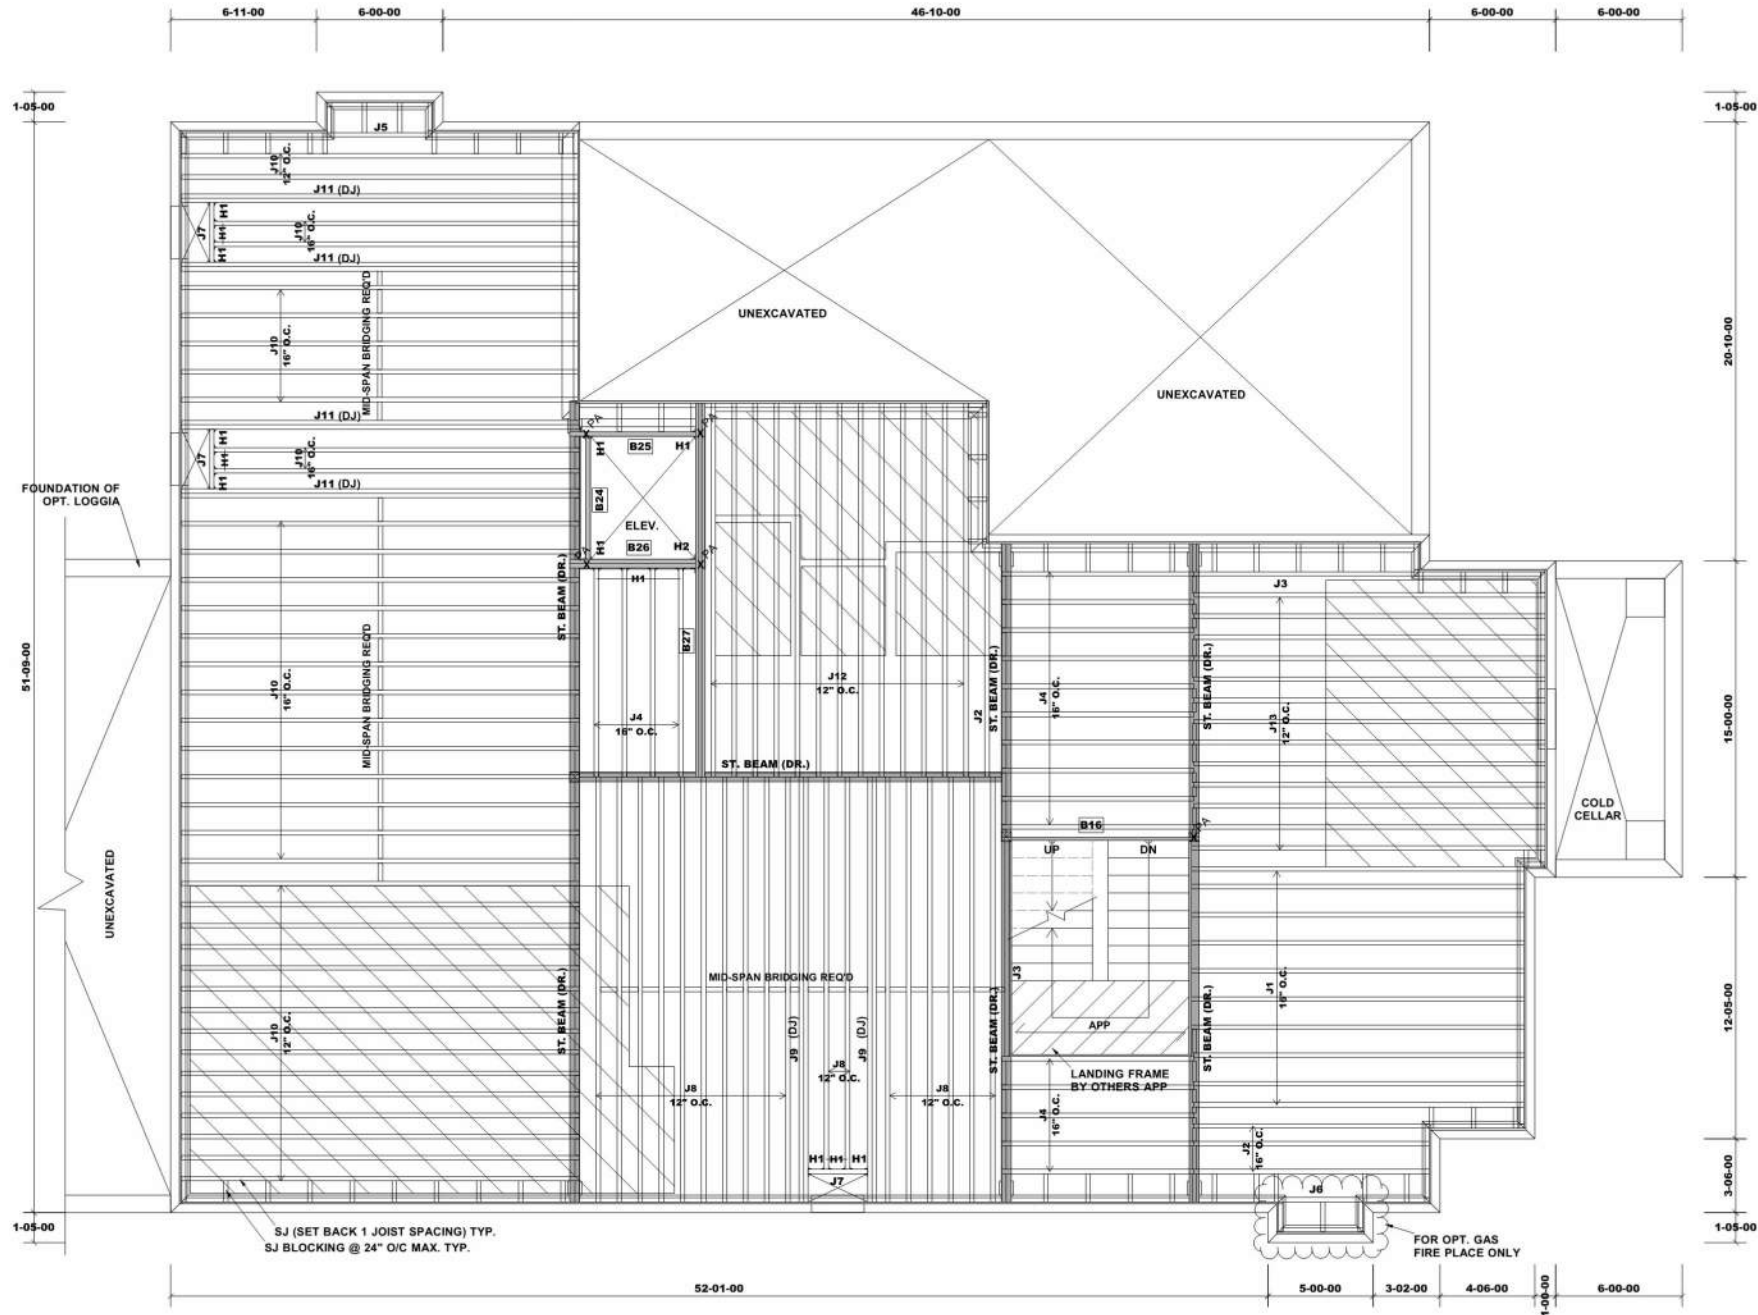 6-11-00
6-00-00
46-10-00
6-00-00
6-00-00
1-05-00
1-05-00
J5
J10
12" O.C.
J11 (DJ)
H1
H1
H1
J7
J10
16" O.C.
J11 (DJ)
MID-SPAN BRIDGING REQ'D
J10
16" O.C.
UNEXCAVATED
UNEXCAVATED
20-10-00
J11 (DJ)
H1
H1
H1
J7
J10
16" O.C.
J11 (DJ)
PA
PA
H1
B25
H1
B24
ELEV.
H1
B26
H2
PA
PA
H1
FOUNDATION OF
OPT. LOGGIA
51-09-00
ST. BEAM (DR.)
J10
16" O.C.
MID-SPAN BRIDGING REQ'D
B27
J12
12" O.C.
J4
16" O.C.
J2
ST. BEAM (DR.)
ST. BEAM (DR.)
J4
16" O.C.
ST. BEAM (DR.)
J3
J13
12" O.C.
15-00-00
COLD
CELLAR
B16
PA
UP
DN
UNEXCAVATED
J10
12" O.C.
ST. BEAM (DR.)
MID-SPAN BRIDGING REQ'D
J9 (DJ)
J9 (DJ)
J8
12" O.C.
J8
12" O.C.
J8
12" O.C.
ST. BEAM (DR.)
J3
APP
LANDING FRAME
BY OTHERS APP
ST. BEAM (DR.)
J1
16" O.C.
12-05-00
J4
16" O.C.
J2
16" O.C.
H1
H1
H1
J7
J6
3-06-00
1-05-00
1-05-00
SJ (SET BACK 1 JOIST SPACING) TYP.
SJ BLOCKING @ 24" O/C MAX. TYP.
FOR OPT. GAS
FIRE PLACE ONLY
52-01-00
5-00-00
3-02-00
4-06-00
1-00-00
6-00-00